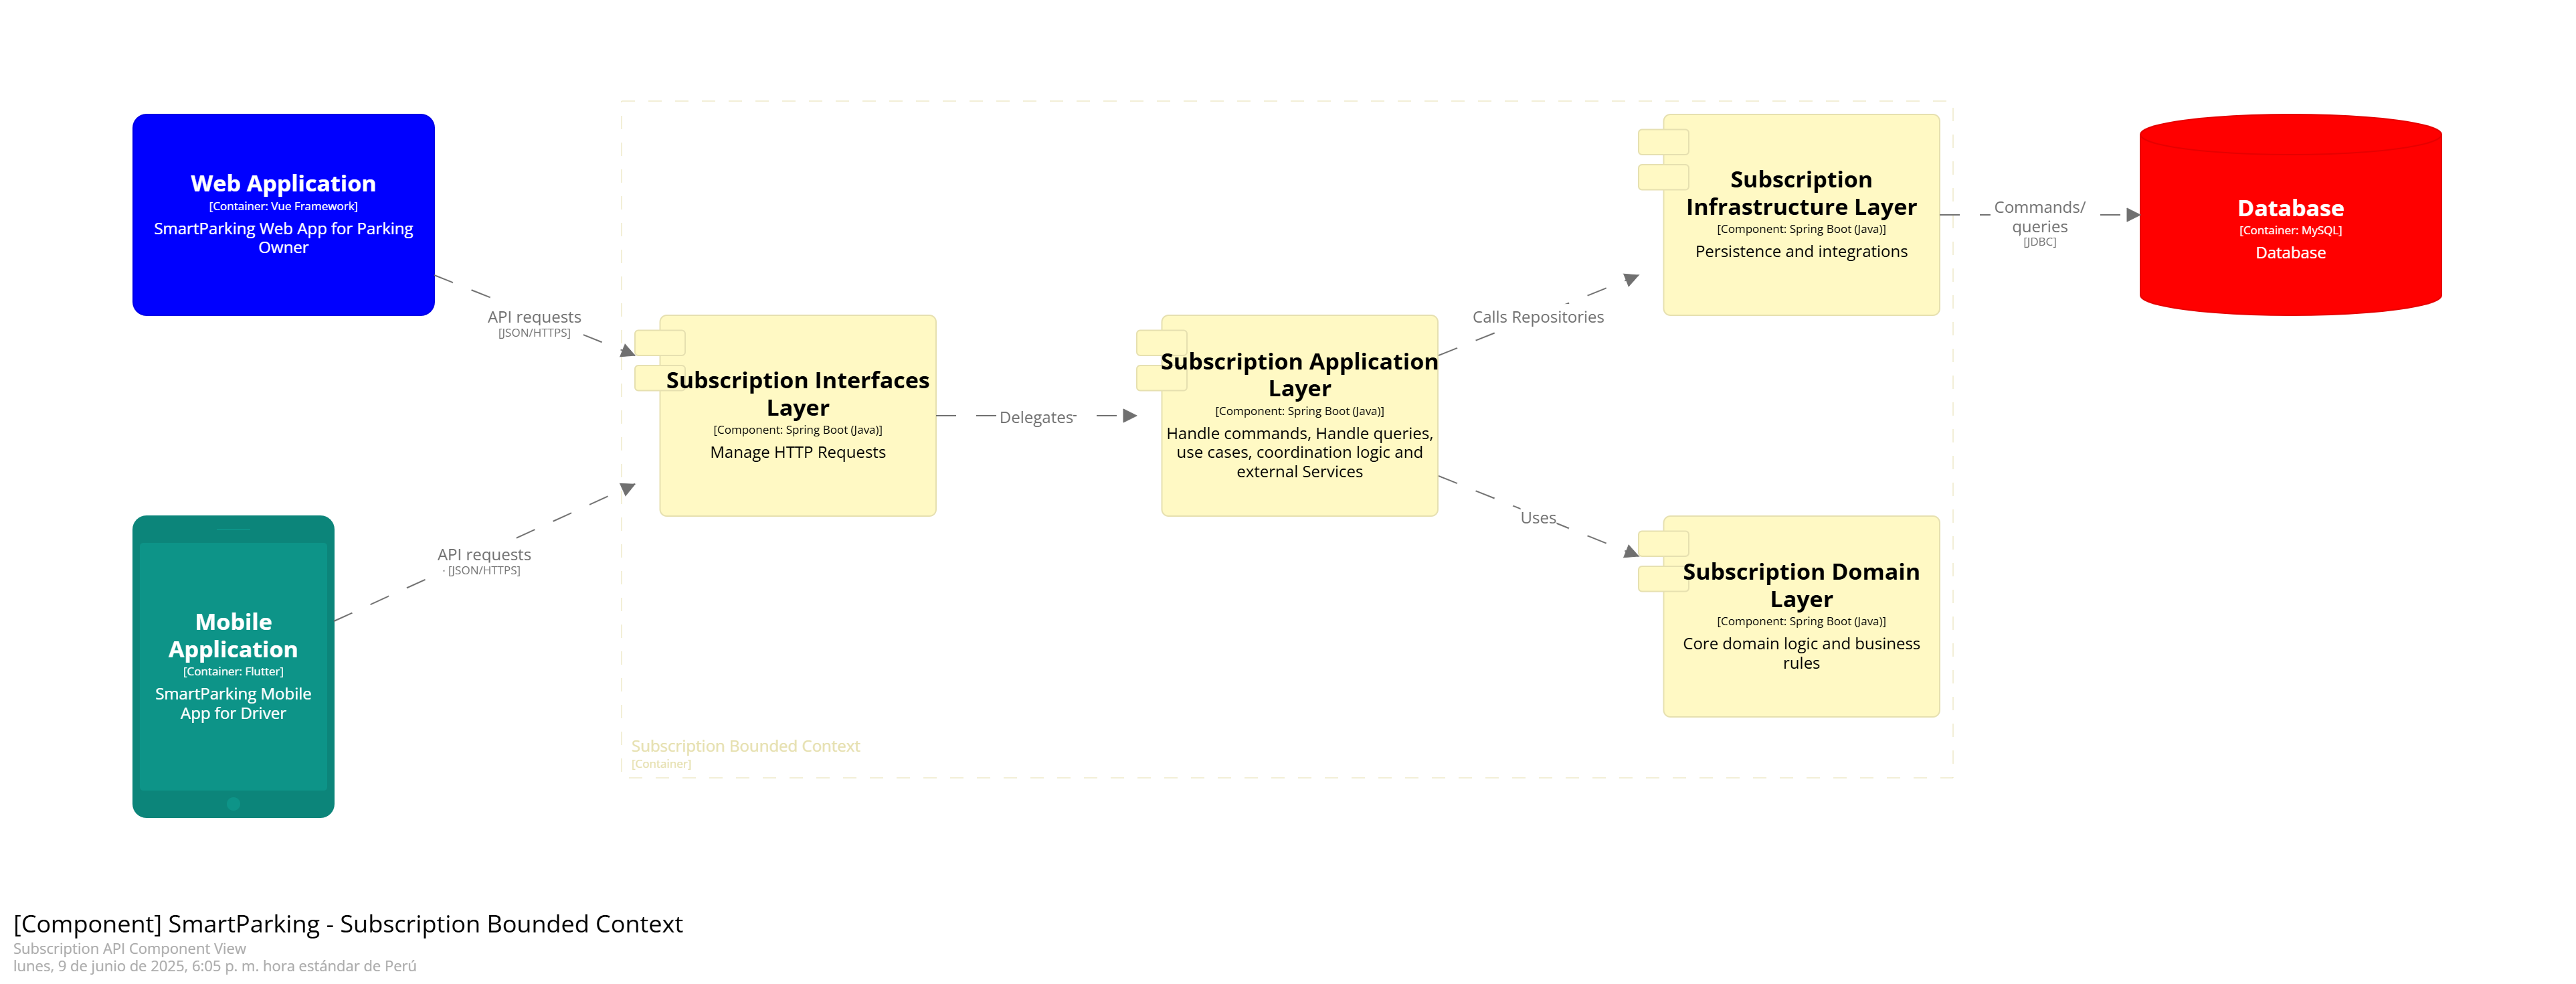 Web Application
[Container: Vue Framework]
SmartParking Web App for Parking
Owner
API requests
[JSON/HTTPS]
Mobile
Application
[Container: Flutter]
SmartParking Mobile
App for Driver
API requests
[JSON/HTTPS]
Subscription Interfaces
Layer
[Component: Spring Boot (Java)]
Manage HTTP Requests
Delegates
Subscription Application
Layer
[Component: Spring Boot (Java)]
Handle commands, Handle queries,
use cases, coordination logic and
external Services
Calls Repositories
Uses
Subscription
Infrastructure Layer
[Component: Spring Boot (Java)]
Persistence and integrations
Subscription Domain
Layer
[Component: Spring Boot (Java)]
Core domain logic and business
rules
Commands/
queries
[JDBC]
Database
[Container: MySQL]
Database
Subscription Bounded Context
[Container]
[Component] SmartParking - Subscription Bounded Context
Subscription API Component View
lunes, 9 de junio de 2025, 6:05 p. m. hora estándar de Perú